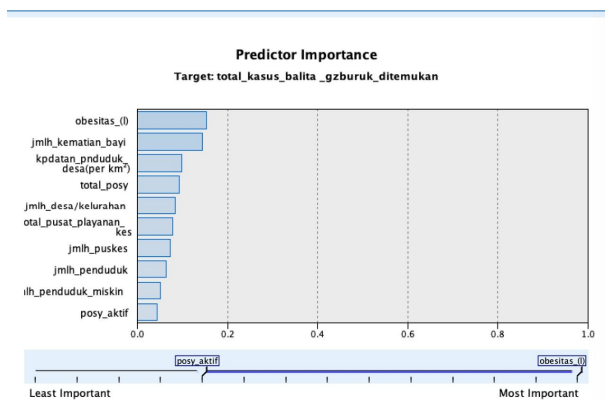 Predictor Importance
Target: total_kasus_balita _gzburuk_ditemukan
obesitas_(l)
jmlh_kematian_bayi
kpdatan_pnduduk_
desa(per km²)
total_posy
jmlh_desa/kelurahan
otal_pusat_playanan_
kes
jmlh_puskes
jmlh_penduduk
lh_penduduk_miskin
posy_aktif
0.0 0.2 0.4 0.6 0.8 1.0
posy_aktif obesitas_(l)
Least Important Most Important